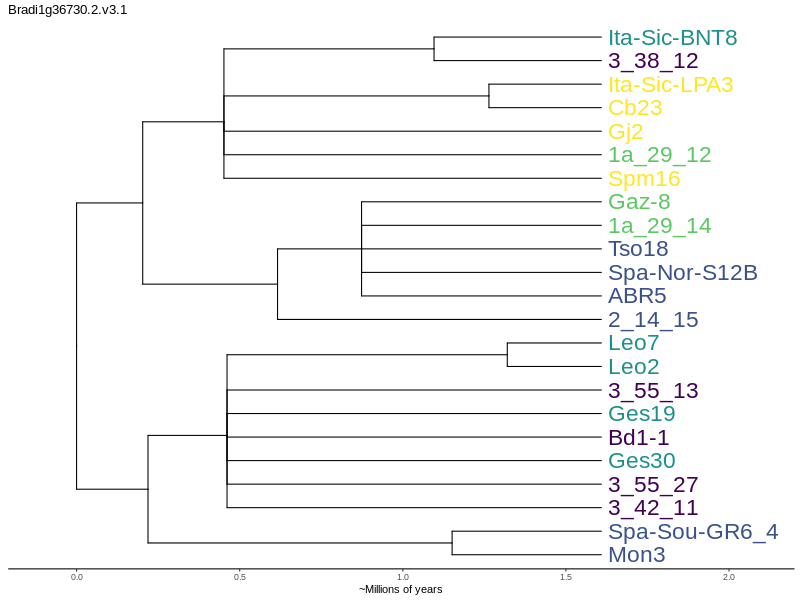 Bradi1g36730.2.v3.1
Ita-Sic-BNT8
3_38_12
Ita-Sic-LPA3
Cb23
Gj2
1a_29_12
Spm16
Gaz-8
1a_29_14
Tso18
Spa-Nor-S12B
ABR5
2_14_15
Leo7
Leo2
3_55_13
Ges19
Bd1-1
Ges30
3_55_27
3_42_11
Spa-Sou-GR6_4
Mon3
0.0 0.5 1.0 1.5 2.0
~Millions of years